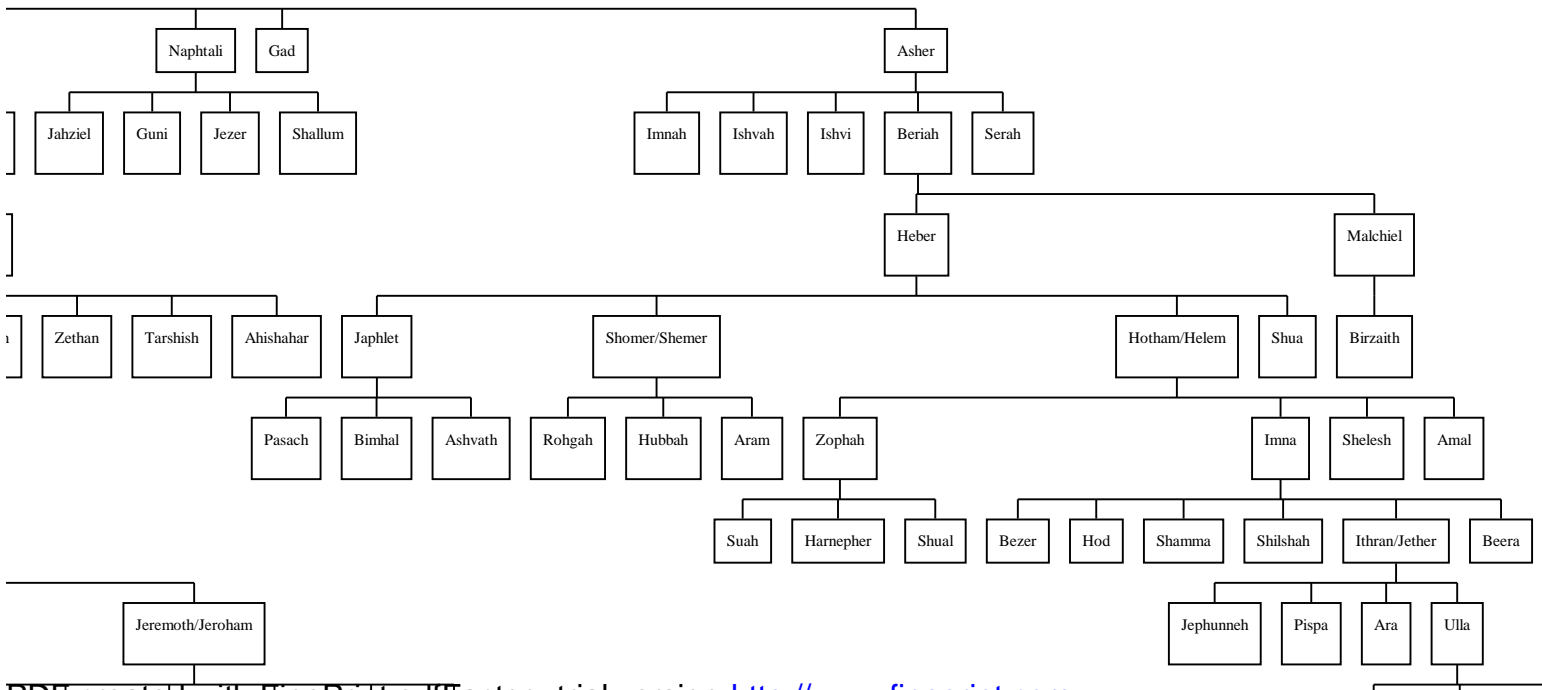 Naphtali Gad Asher
Jahziel Guni Jezer Shallum Imnah Ishvah Ishvi Beriah Serah
Heber Malchiel
Zethan Tarshish Ahishahar Japhlet Shomer/Shemer Hotham/Helem Shua Birzaith
Pasach Bimhal Ashvath Rohgah Hubbah Aram Zophah Imna Shelesh Amal
Suah Harnepher Shual Bezer Hod Shamma Shilshah Ithran/Jether Beera
Jeremoth/Jeroham Jephunneh Pispa Ara Ulla